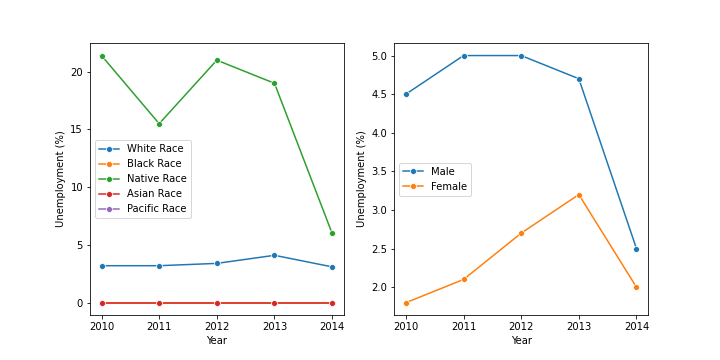 20
15
10
5
0
Unemployment (%)
White Race
Black Race
Native Race
Asian Race
Pacific Race
2010 2011 2012 2013 2014
Year
5.0
4.5
4.0
3.5
3.0
2.5
2.0
Unemployment (%)
Male
Female
2010 2011 2012 2013 2014
Year